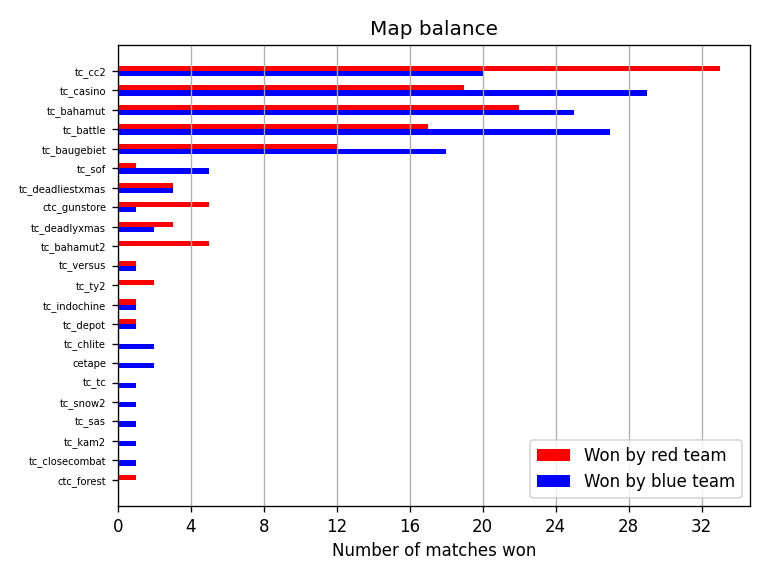 Map balance
tc_cc2
tc_casino
tc_bahamut
tc_battle
tc_baugebiet
tc_sof
tc_deadliestxmas
ctc_gunstore
tc_deadlyxmas
tc_bahamut2
tc_versus
tc_ty2
tc_indochine
tc_depot
tc_chlite
cetape
tc_tc
tc_snow2
tc_sas
tc_kam2
tc_closecombat
ctc_forest
Won by red team
Won by blue team
0 4 8 12 16 20 24 28 32
Number of matches won